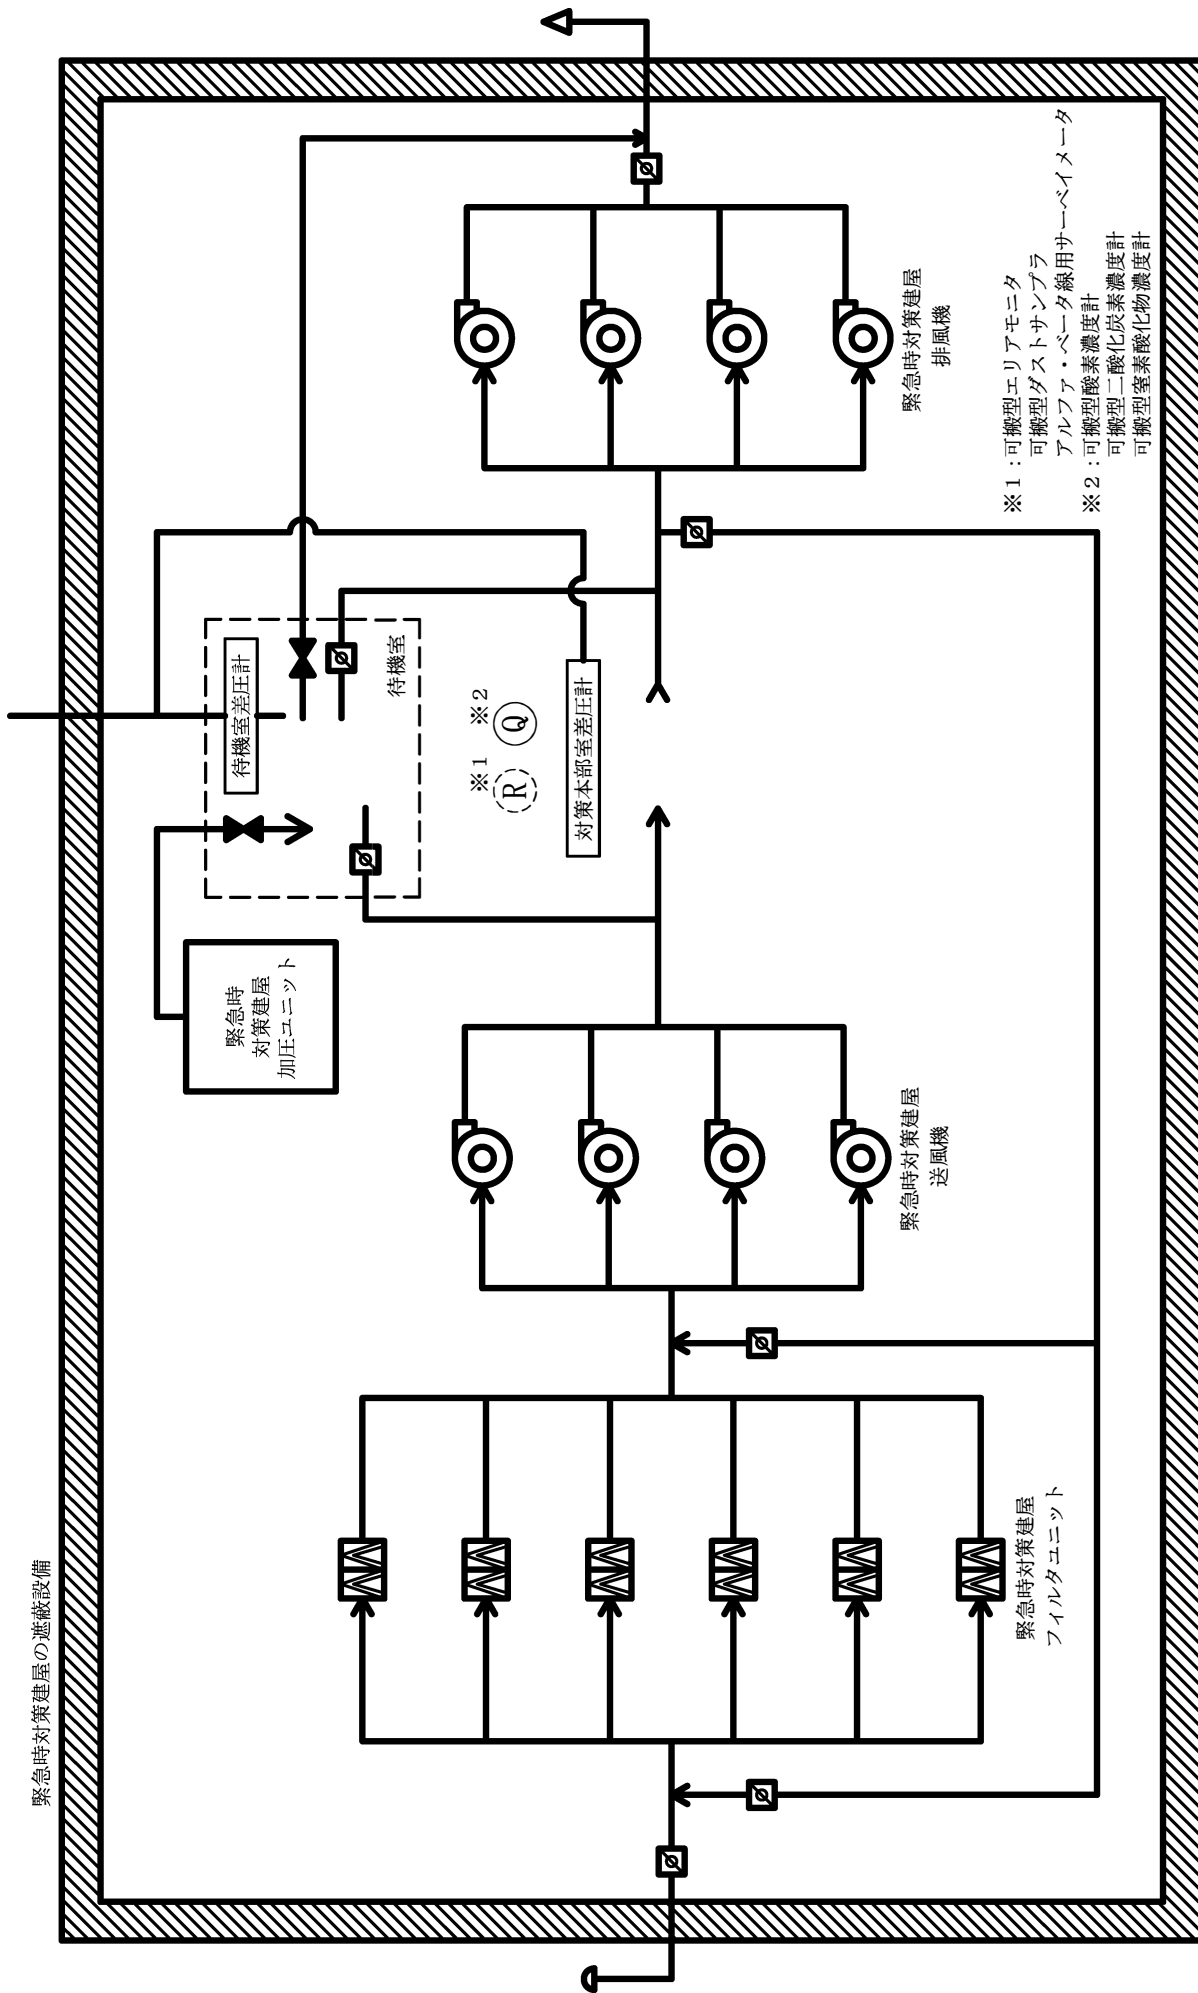 緊急時対策建屋の遮蔽設備
緊急時
対策建屋
加圧ユニット
待機室差圧計
待機室
※1
※2
R
Q
対策本部室差圧計
緊急時対策建屋
フィルタユニット
緊急時対策建屋
送風機
緊急時対策建屋
排風機
※1：可搬型エリアモニタ
可搬型ダストサンプラ
アルファ・ベータ線用サーベイメータ
※2：可搬型酸素濃度計
可搬型二酸化炭素濃度計
可搬型窒素酸化物濃度計